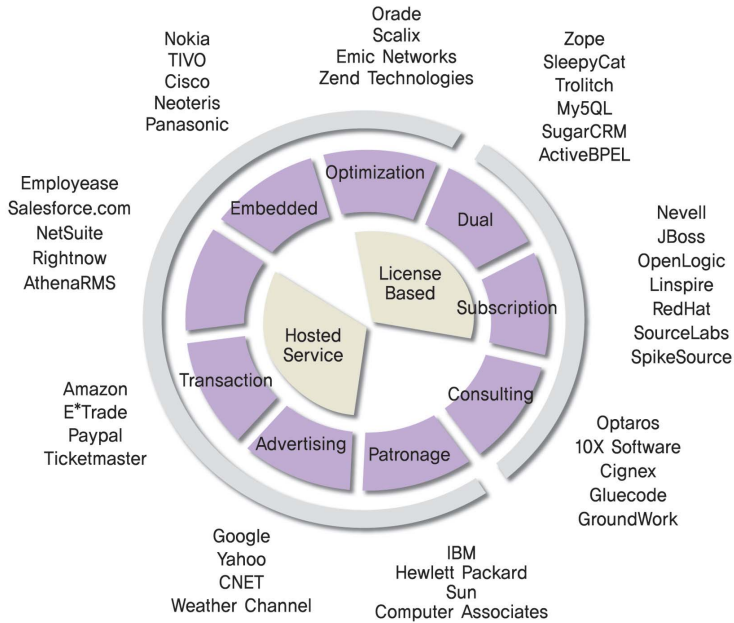 Orade
Scalix
Emic Networks
Zend Technologies
Nokia
TIVO
Cisco
Neoteris
Panasonic
Zope
SleepyCat
Trolitch
My5QL
SugarCRM
ActiveBPEL
Employease
Salesforce.com
NetSuite
Rightnow
AthenaRMS
Nevell
JBoss
OpenLogic
Linspire
RedHat
SourceLabs
SpikeSource
Optimization
Embedded
Dual
Subscription
Consulting
Patronage
Advertising
Transaction
License
Based
Hosted
Service
Amazon
E*Trade
Paypal
Ticketmaster
Optaros
10X Software
Cignex
Gluecode
GroundWork
Google
Yahoo
CNET
Weather Channel
IBM
Hewlett Packard
Sun
Computer Associates